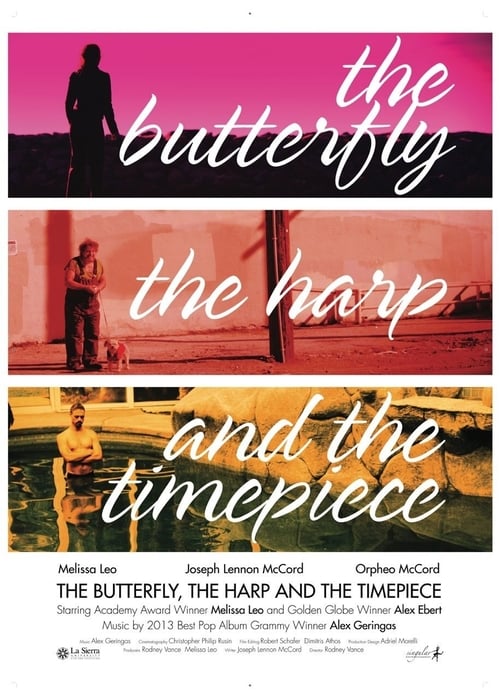 the
butterfly
the harp
and the
timepiece
Melissa Leo Joseph Lennon McCord Orpheo McCord
THE BUTTERFLY, THE HARP AND THE TIMEPIECE
Starring Academy Award Winner Melissa Leo and Golden Globe Winner Alex Ebert
Music by 2013 Best Pop Album Grammy Winner Alex Geringas
Music Alex Geringas Cinematography Christopher Philip Rusin Film Editing Robert Schafer Dimitris Athos Production Design Adriel Morelli
Producers Rodney Vance Melissa Leo Writer Joseph Lennon McCord Director Rodney Vance
La Sierra
UNIVERSITY
singular